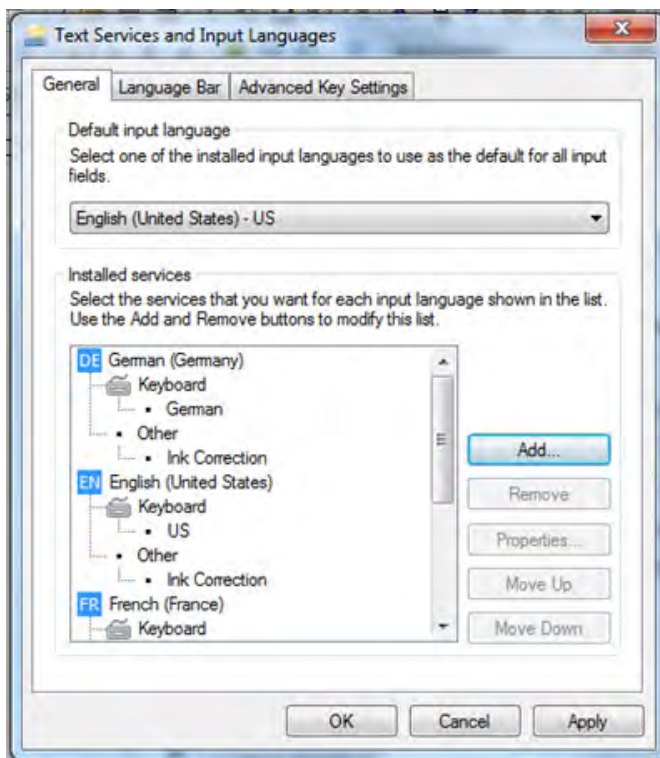 Text Services and Input Languages
General Language Bar Advanced Key Settings
Default input language
Select one of the installed input languages to use as the default for all input
fields.
English (United States) - US
Installed services
Select the services that you want for each input language shown in the list.
Use the Add and Remove buttons to modify this list.
DE German (Germany)
Keyboard
German
Other
Ink Correction
EN English (United States)
Keyboard
US
Other
Ink Correction
FR French (France)
Keyboard
Add...
Remove
Properties...
Move Up
Move Down
OK Cancel Apply